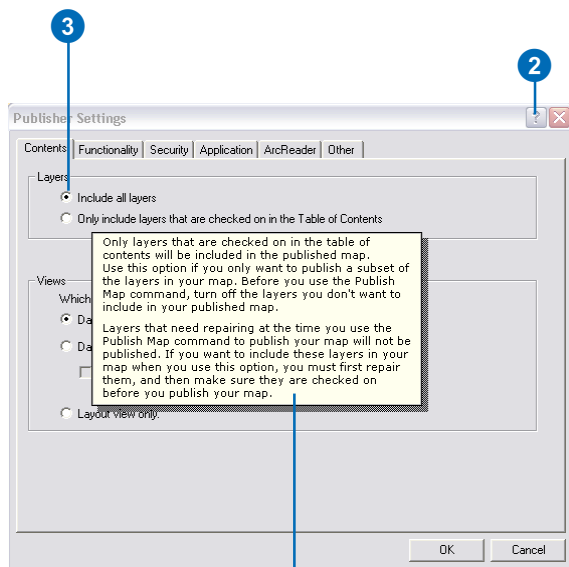 3
2
Publisher Settings
?
Contents Functionality Security Application ArcReader Other
Layers
Include all layers
Only include layers that are checked on in the Table of Contents
Only layers that are checked on in the table of
contents will be included in the published map.
Use this option if you only want to publish a subset of
the layers in your map. Before you use the Publish
Map command, turn off the layers you don't want to
include in your published map.
Layers that need repairing at the time you use the
Publish Map command to publish your map will not be
published. If you want to include these layers in your
map when you use this option, you must first repair
them, and then make sure they are checked on
before you publish your map.
Views
Which
Da
Da
Layout view only.
OK Cancel